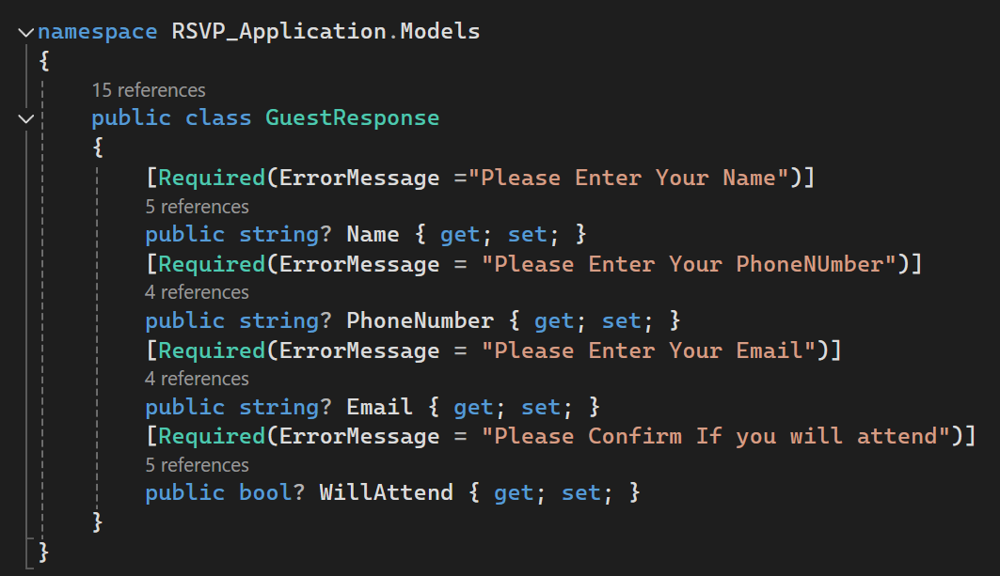 namespace RSVP_Application.Models
{
15 references
public class GuestResponse
{
[Required(ErrorMessage ="Please Enter Your Name")]
5 references
public string? Name { get; set; }
[Required(ErrorMessage = "Please Enter Your PhoneNUmber")]
4 references
public string? PhoneNumber { get; set; }
[Required(ErrorMessage = "Please Enter Your Email")]
4 references
public string? Email { get; set; }
[Required(ErrorMessage = "Please Confirm If you will attend")]
5 references
public bool? WillAttend { get; set; }
}
}